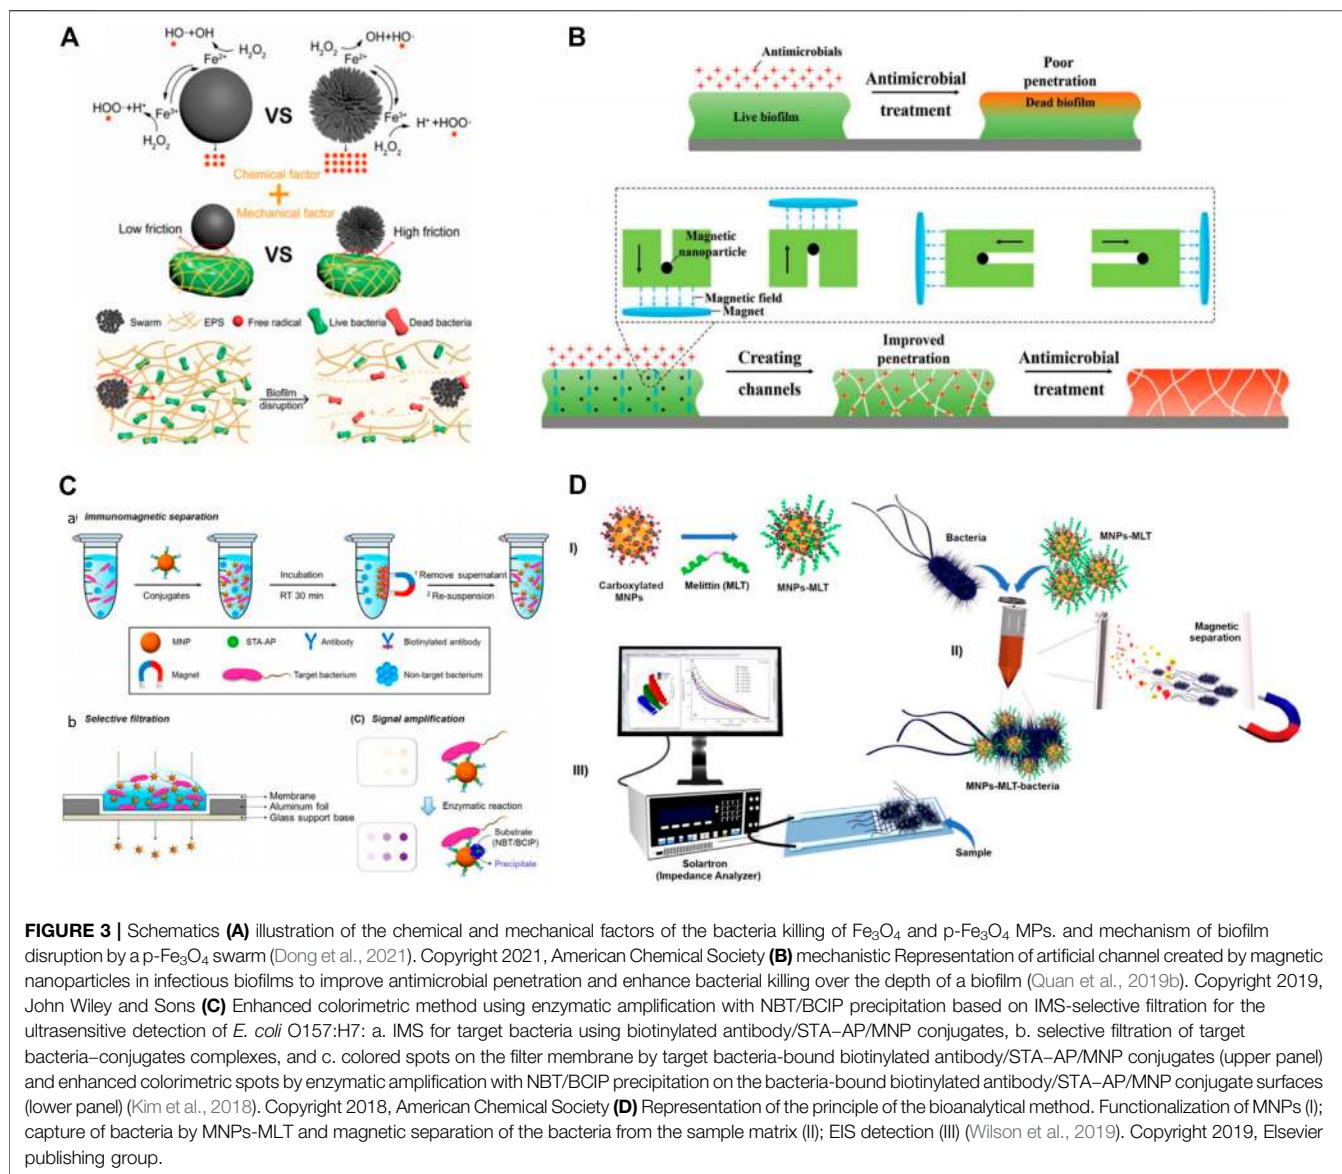 A
HO·+OH
H₂O₂
Fe²⁺
HOO·+H⁺
Fe³⁺
H₂O₂
VS
H₂O₂
OH+HO·
Fe²⁺
Fe³⁺
H⁺+HOO·
H₂O₂
Chemical factor
+
Mechanical factor
Low friction
VS
High friction
Swarm
EPS
Free radical
Live bacteria
Dead bacteria
Biofilm
disruption
B
Antimicrobials
Live biofilm
Antimicrobial
treatment
Poor
penetration
Dead biofilm
Magnetic
nanoparticle
Magnetic field
Magnet
Creating
channels
Improved
penetration
Antimicrobial
treatment
C
a) Immunomagnetic separation
Conjugates
Incubation
RT 30 min
¹ Remove supernatant
² Re-suspension
MNP
STA-AP
Antibody
Biotinylated antibody
Magnet
Target bacterium
Non-target bacterium
b Selective filtration
Membrane
Aluminum foil
Glass support base
(C) Signal amplification
Enzymatic reaction
Substrate
(NBT/BCIP)
Precipitate
D
I)
Carboxylated
MNPs
Melittin (MLT)
MNPs-MLT
Bacteria
MNPs-MLT
II)
Magnetic
separation
MNPs-MLT-bacteria
III)
Solartron
(Impedance Analyzer)
Sample
FIGURE 3 | Schematics (A) illustration of the chemical and mechanical factors of the bacteria killing of Fe₃O₄ and p-Fe₃O₄ MPs. and mechanism of biofilm
disruption by a p-Fe₃O₄ swarm (Dong et al., 2021). Copyright 2021, American Chemical Society (B) mechanistic Representation of artificial channel created by magnetic
nanoparticles in infectious biofilms to improve antimicrobial penetration and enhance bacterial killing over the depth of a biofilm (Quan et al., 2019b). Copyright 2019,
John Wiley and Sons (C) Enhanced colorimetric method using enzymatic amplification with NBT/BCIP precipitation based on IMS-selective filtration for the
ultrasensitive detection of E. coli O157:H7: a. IMS for target bacteria using biotinylated antibody/STA–AP/MNP conjugates, b. selective filtration of target
bacteria–conjugates complexes, and c. colored spots on the filter membrane by target bacteria-bound biotinylated antibody/STA–AP/MNP conjugates (upper panel)
and enhanced colorimetric spots by enzymatic amplification with NBT/BCIP precipitation on the bacteria-bound biotinylated antibody/STA–AP/MNP conjugate surfaces
(lower panel) (Kim et al., 2018). Copyright 2018, American Chemical Society (D) Representation of the principle of the bioanalytical method. Functionalization of MNPs (I);
capture of bacteria by MNPs-MLT and magnetic separation of the bacteria from the sample matrix (II); EIS detection (III) (Wilson et al., 2019). Copyright 2019, Elsevier
publishing group.